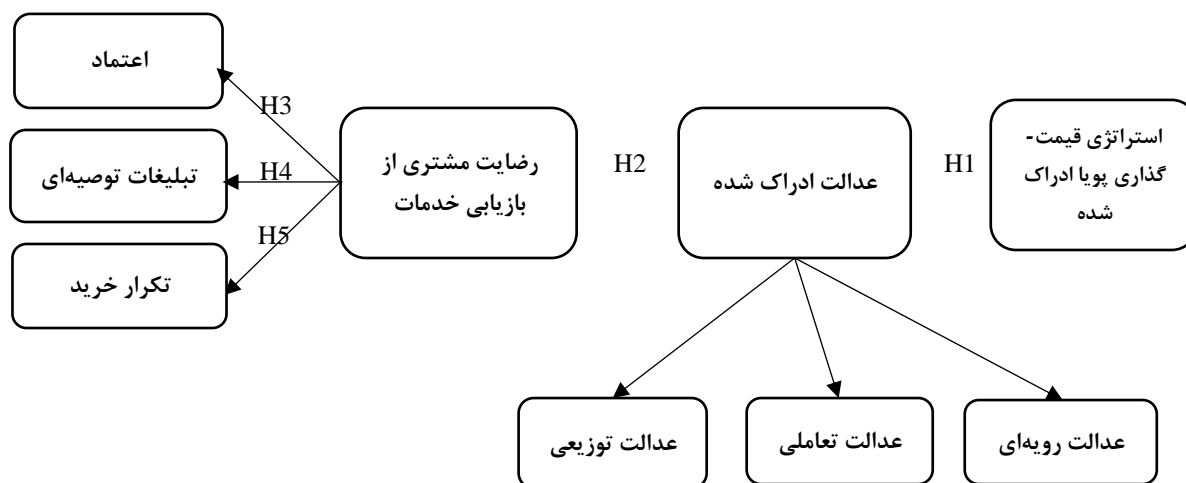 استراتژی قیمت-
گذاری پویا ادراک
شده
H1
عدالت ادراک شده
H2
رضایت مشتری از
بازیابی خدمات
H3
اعتماد
H4
تبلیغات توصیه‌ای
H5
تکرار خرید
عدالت رویه‌ای
عدالت تعاملی
عدالت توزیعی